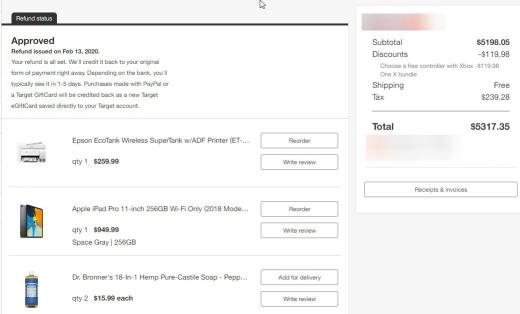 Refund status
Approved
Refund issued on Feb 13, 2020.
Your refund is all set. We'll credit it back to your original
form of payment right away. Depending on the bank, you'll
typically see it in 1-5 days. Purchases made with PayPal or
a Target GiftCard will be credited back as a new Target
eGiftCard saved directly to your Target account.
Epson EcoTank Wireless SuperTank w/ADF Printer (ET-...
qty 1 $259.99
Reorder
Write review
Apple iPad Pro 11-inch 256GB Wi-Fi Only (2018 Mode...
qty 1 $949.99
Space Gray | 256GB
Reorder
Write review
Dr. Bronner's 18-In-1 Hemp Pure-Castile Soap - Pepp...
qty 2 $15.99 each
Add for delivery
Write review
Subtotal $5198.05
Discounts -$119,98
Choose a free controller with Xbox -$119.98
One X bundle
Shipping Free
Tax $239.28
Total $5317.35
Receipts & invoices